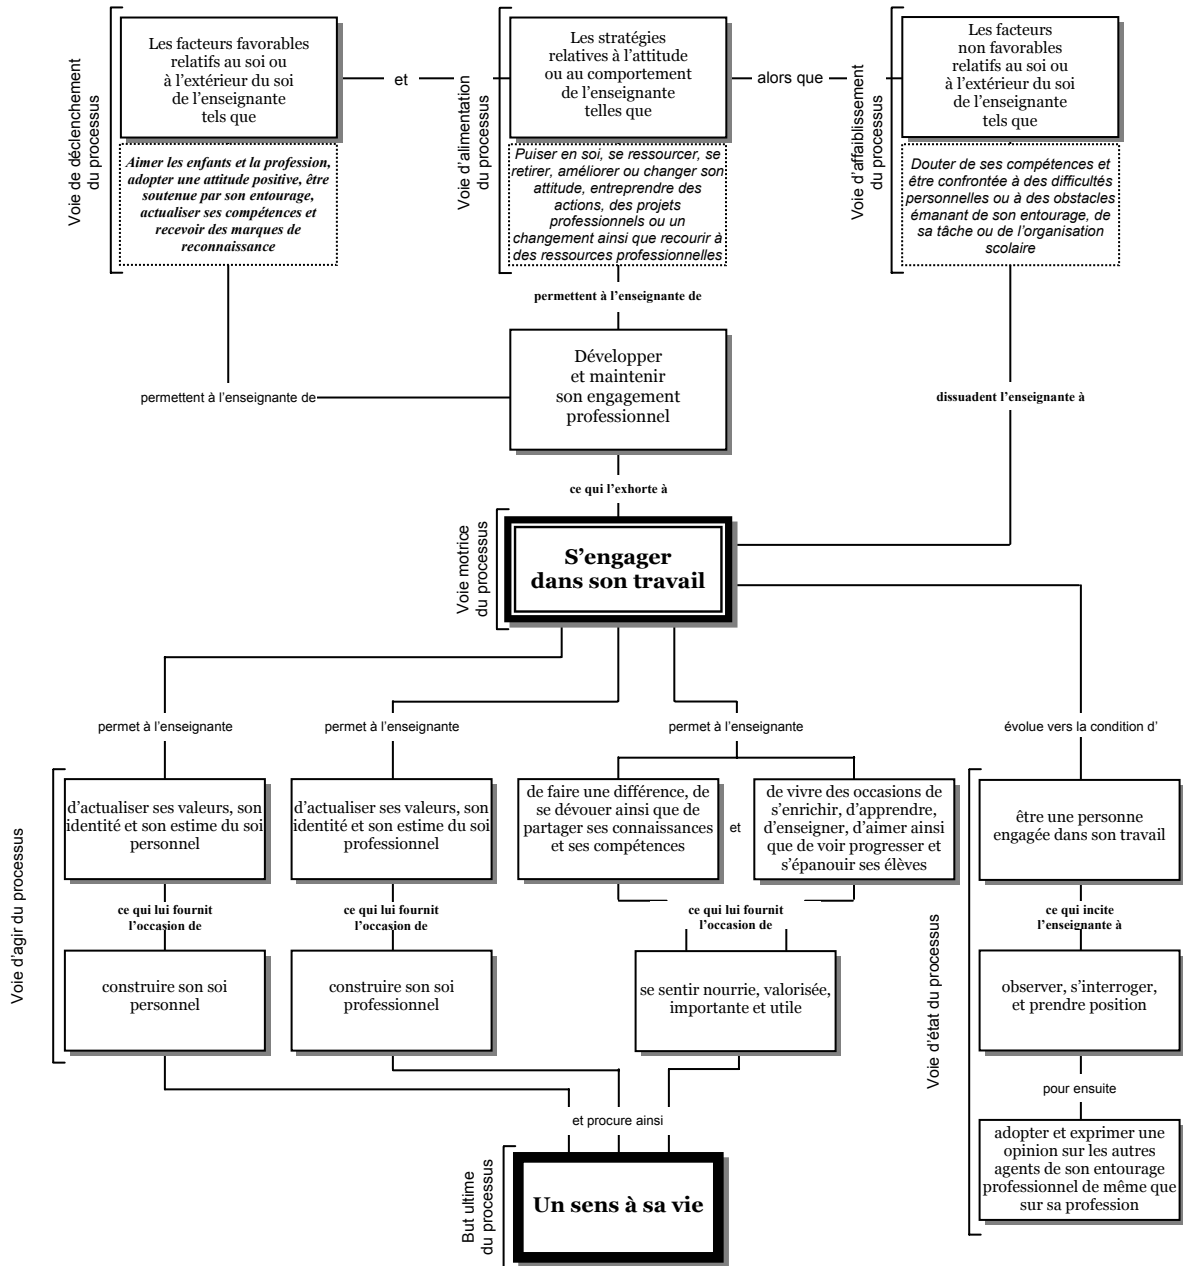 Voie de déclenchement
du processus
Les facteurs favorables
relatifs au soi ou
à l'extérieur du soi
de l'enseignante
tels que
Aimer les enfants et la profession,
adopter une attitude positive, être
soutenue par son entourage,
actualiser ses compétences et
recevoir des marques de
reconnaissance
et
Voie d'alimentation
du processus
Les stratégies
relatives à l'attitude
ou au comportement
de l'enseignante
telles que
Puiser en soi, se ressourcer, se
retirer, améliorer ou changer son
attitude, entreprendre des
actions, des projets
professionnels ou un
changement ainsi que recourir à
des ressources professionnelles
alors que
Voie d'affaiblissement
du processus
Les facteurs
non favorables
relatifs au soi ou
à l'extérieur du soi
de l'enseignante
tels que
Douter de ses compétences et
être confrontée à des difficultés
personnelles ou à des obstacles
émanant de son entourage, de
sa tâche ou de l'organisation
scolaire
permettent à l'enseignante de
permettent à l'enseignante de
Développer
et maintenir
son engagement
professionnel
dissuadent l'enseignante à
ce qui l'exhorte à
Voie motrice
du processus
S'engager
dans son travail
permet à l'enseignante
permet à l'enseignante
permet à l'enseignante
évolue vers la condition d'
Voie d'agir du processus
d'actualiser ses valeurs, son
identité et son estime du soi
personnel
d'actualiser ses valeurs, son
identité et son estime du soi
professionnel
de faire une différence, de
se dévouer ainsi que de
partager ses connaissances
et ses compétences
et
de vivre des occasions de
s'enrichir, d'apprendre,
d'enseigner, d'aimer ainsi
que de voir progresser et
s'épanouir ses élèves
Voie d'état du processus
être une personne
engagée dans son travail
ce qui lui fournit
l'occasion de
ce qui lui fournit
l'occasion de
ce qui lui fournit
l'occasion de
ce qui incite
l'enseignante à
construire son soi
personnel
construire son soi
professionnel
se sentir nourrie, valorisée,
importante et utile
observer, s'interroger,
et prendre position
pour ensuite
et procure ainsi
adopter et exprimer une
opinion sur les autres
agents de son entourage
professionnel de même que
sur sa profession
But ultime
du processus
Un sens à sa vie